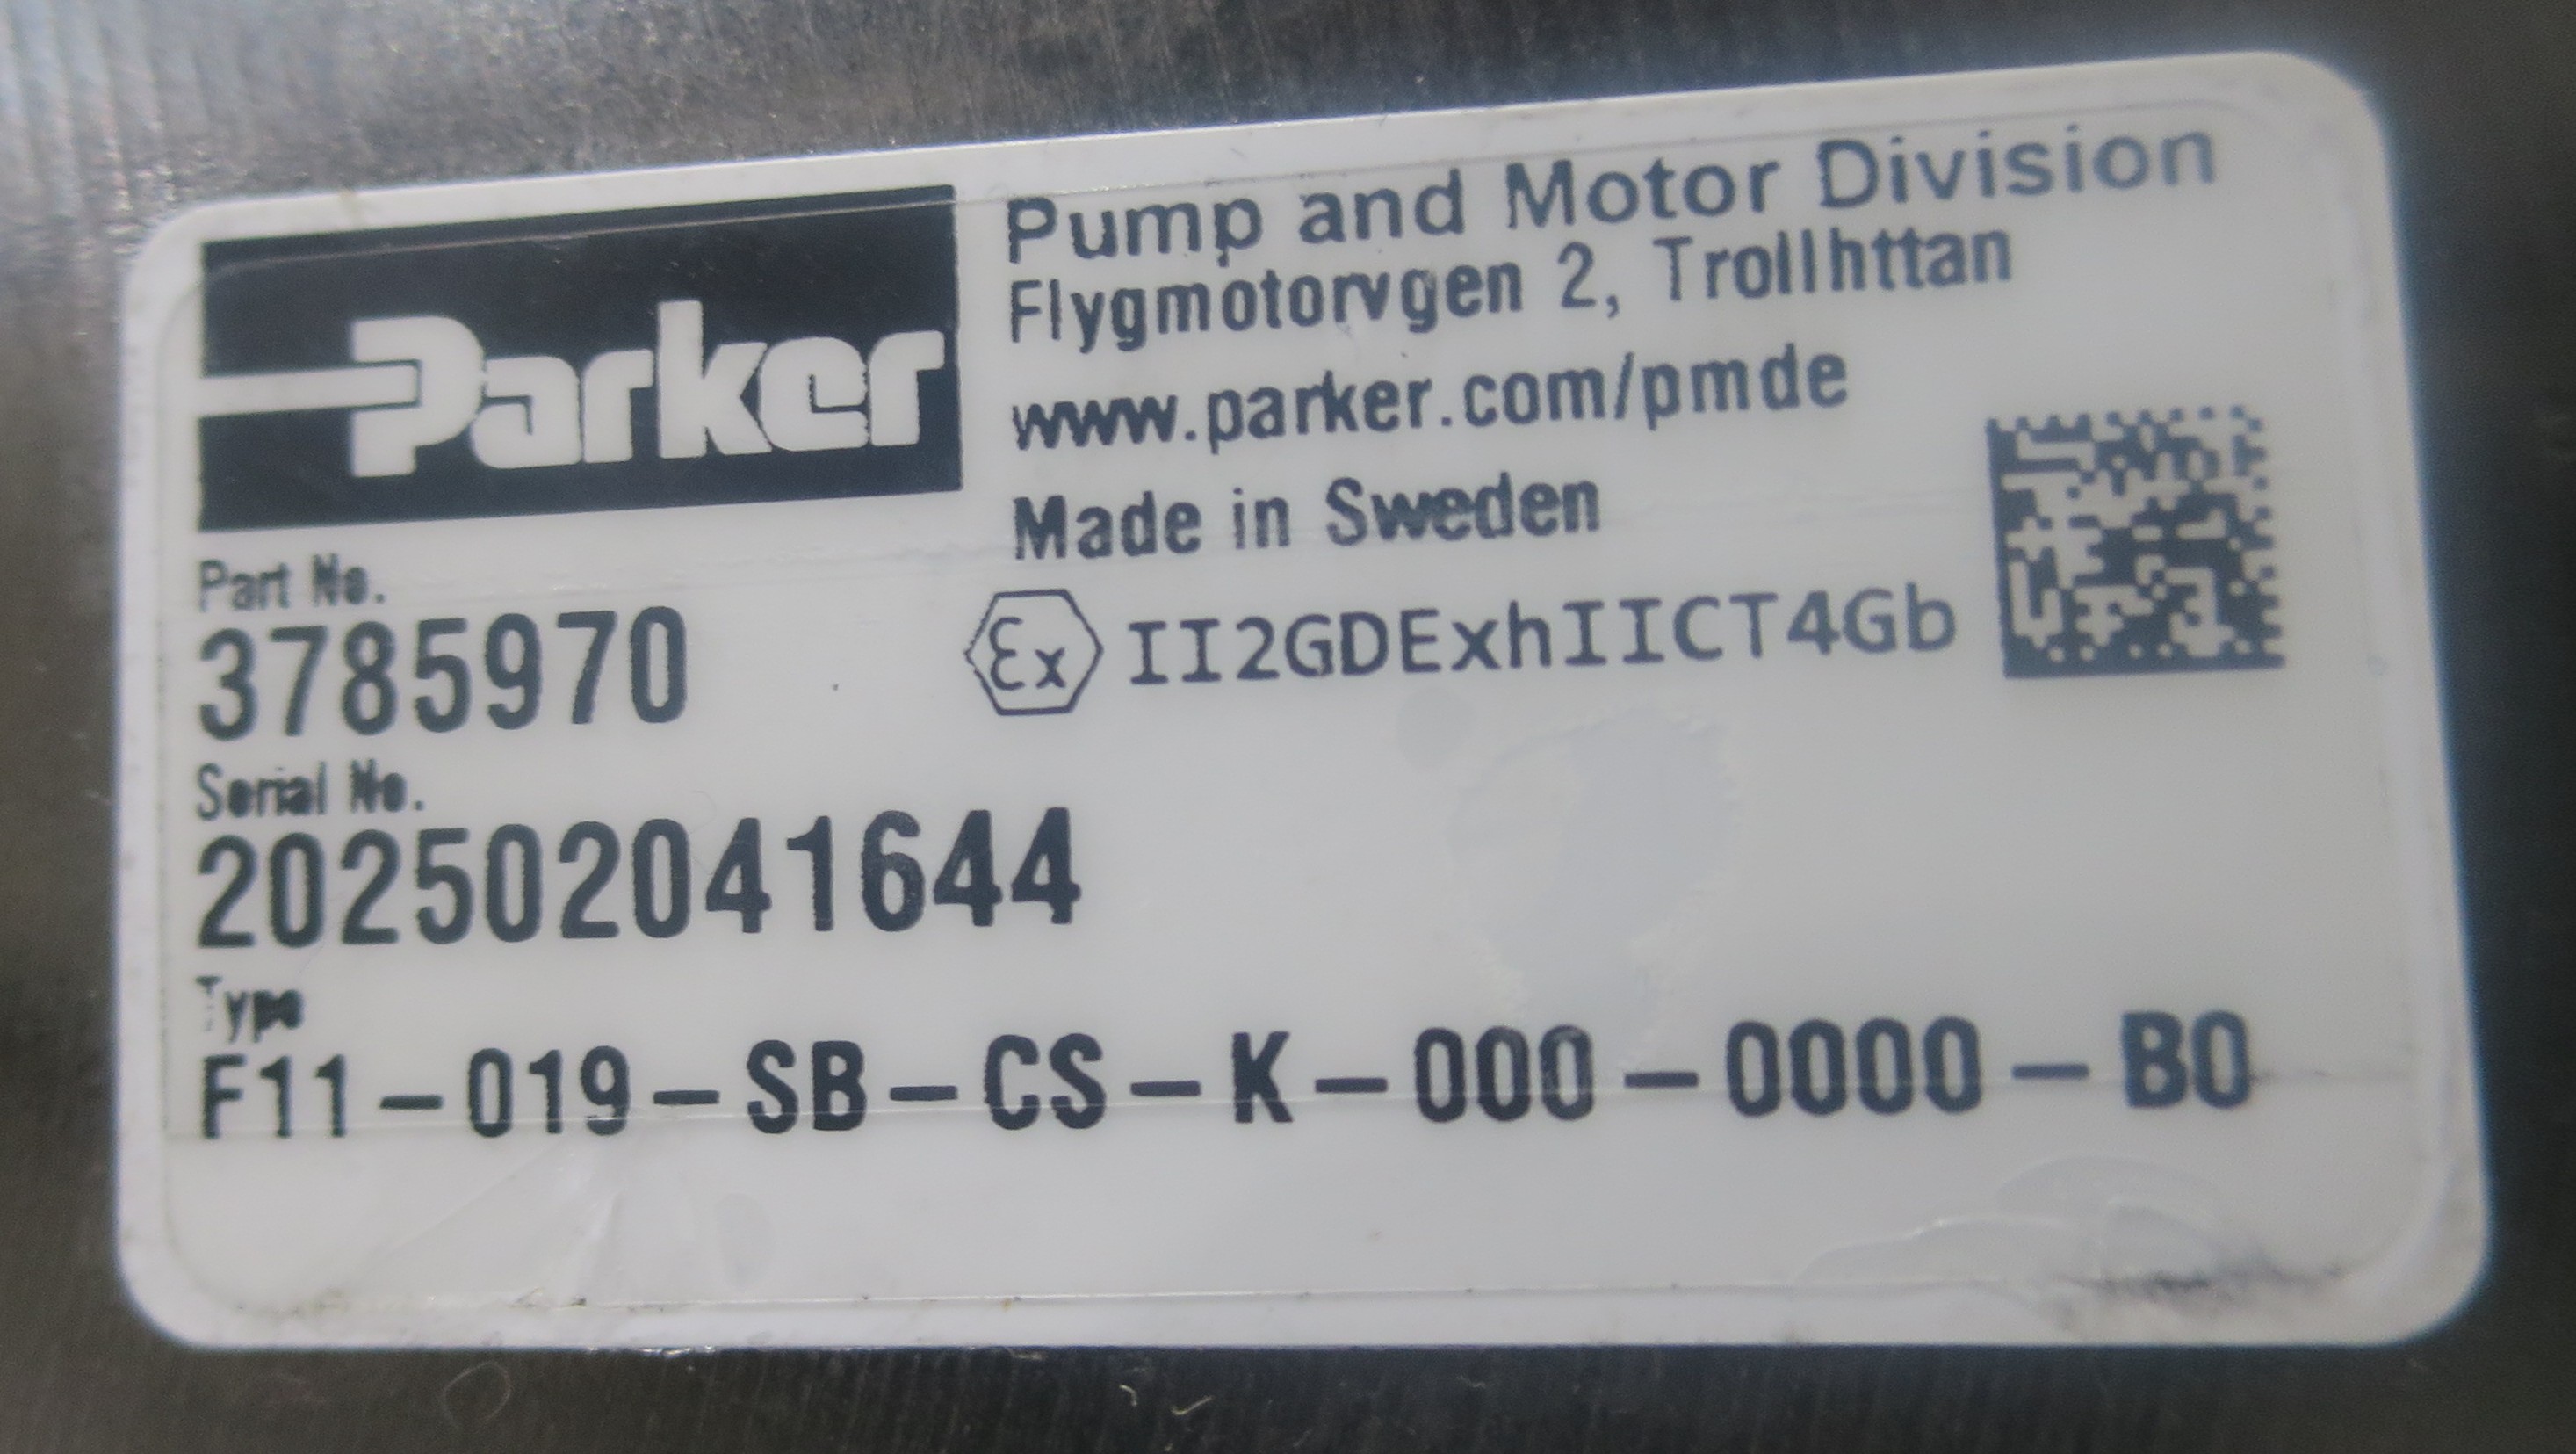 Parker
Pump and Motor Division
Flygmotorvgen 2, Trollhttan
www.parker.com/pmde
Made in Sweden
Part No.
3785970
Ex II2GDExhIICT4Gb
Serial No.
202502041644
Type
F11-019-SB-CS-K-000-0000-B0